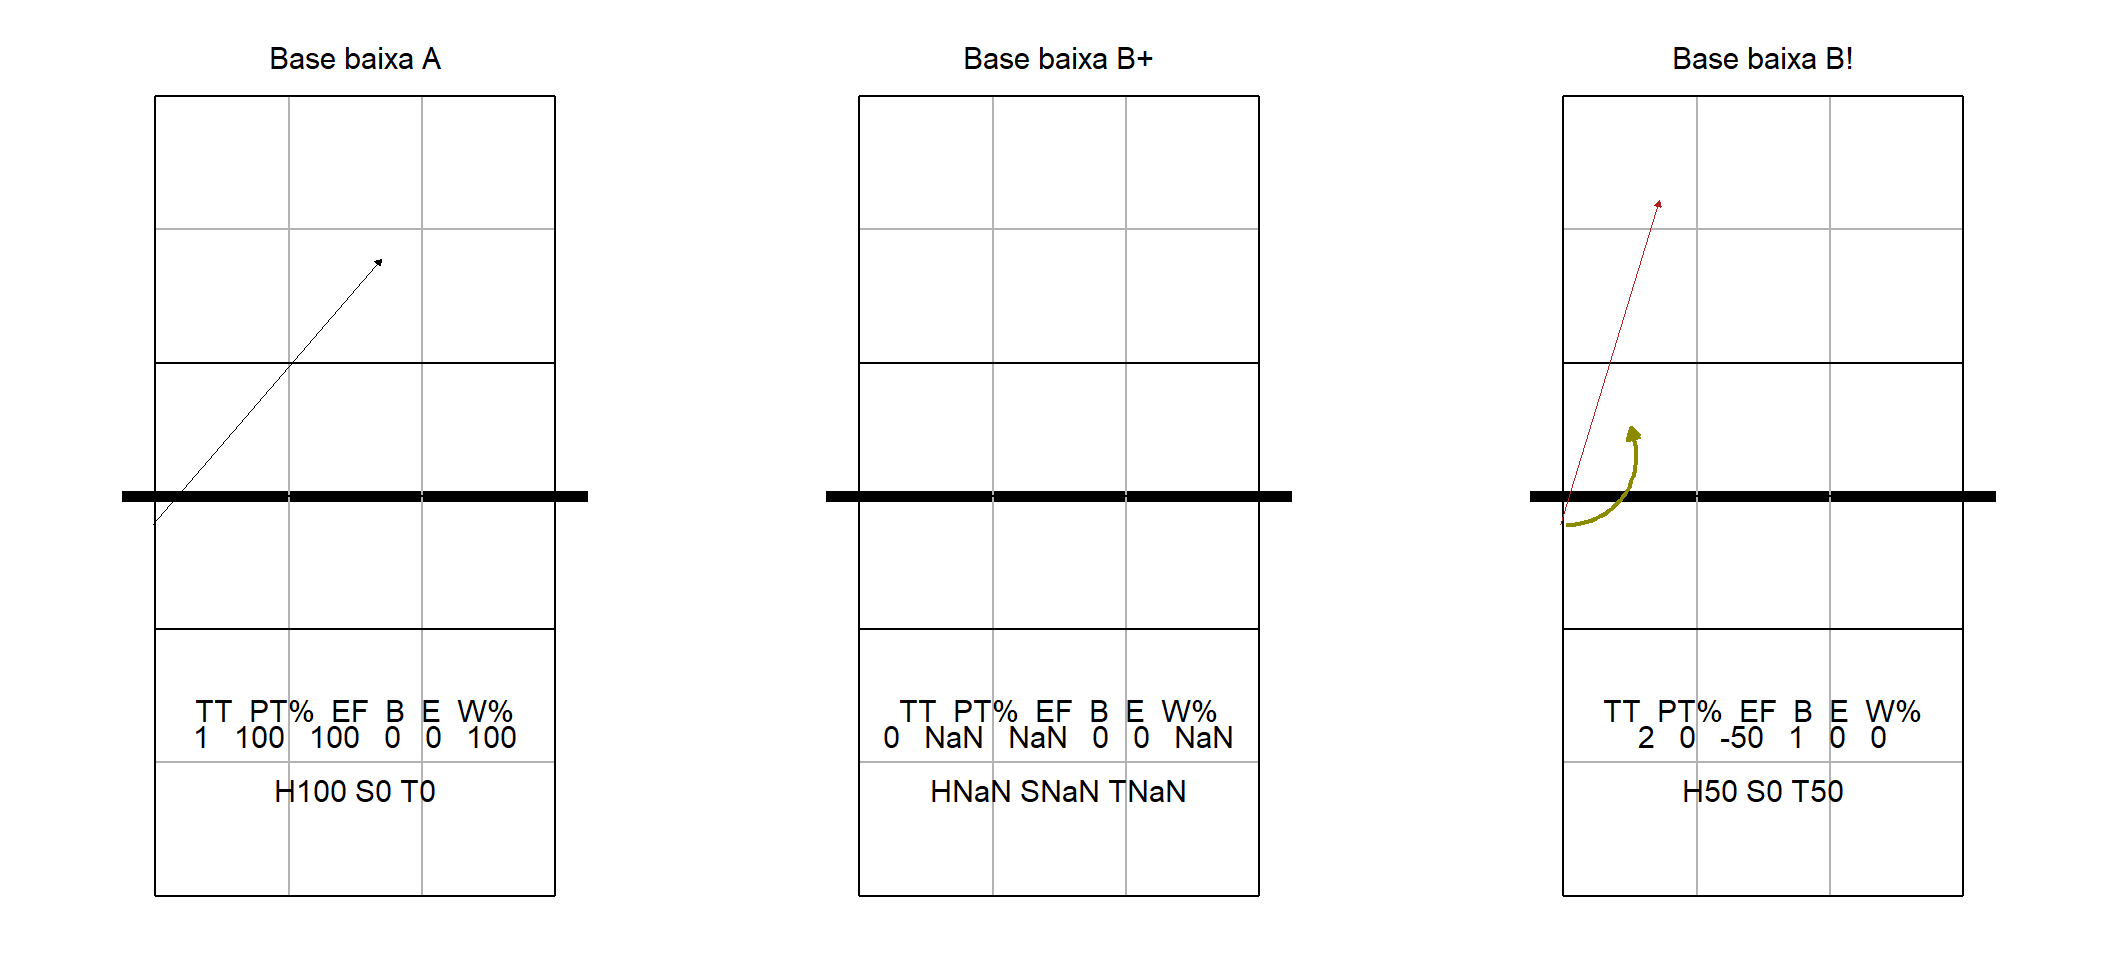 Base baixa A
TT PT% EF B E W%
1 100 100 0 0 100
H100 S0 T0
Base baixa B+
TT PT% EF B E W%
0 NaN NaN 0 0 NaN
HNaN SNaN TNaN
Base baixa B!
TT PT% EF B E W%
2 0 -50 1 0 0
H50 S0 T50